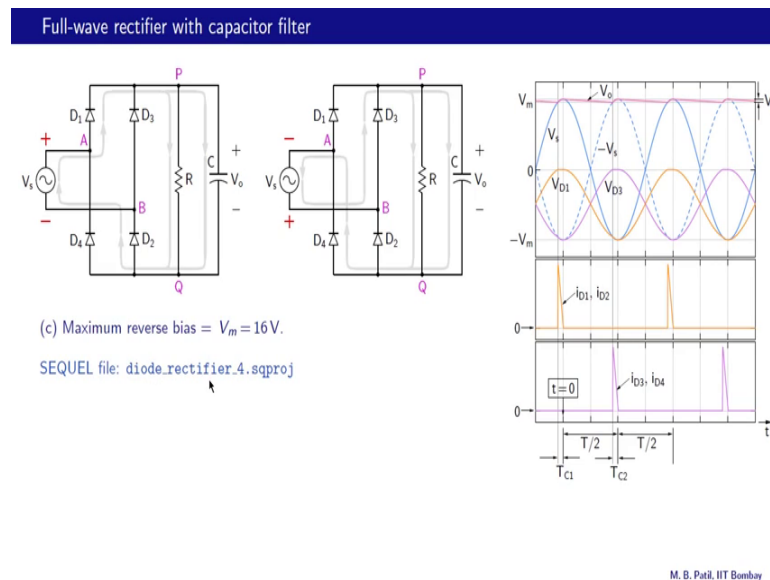 Full-wave rectifier with capacitor filter
P
D1
D3
+
A
Vs
C
+
R
Vo
−
B
−
D4
D2
Q
P
D1
D3
−
A
Vs
C
+
R
Vo
−
B
+
D4
D2
Q
(c) Maximum reverse bias = Vm = 16 V.
SEQUEL file: diode_rectifier_4.sqproj
Vm
Vo
V
Vs
−Vs
0
VD1
VD3
−Vm
iD1, iD2
0
iD3, iD4
t=0
0
t
T/2
T/2
TC1
TC2
M. B. Patil, IIT Bombay